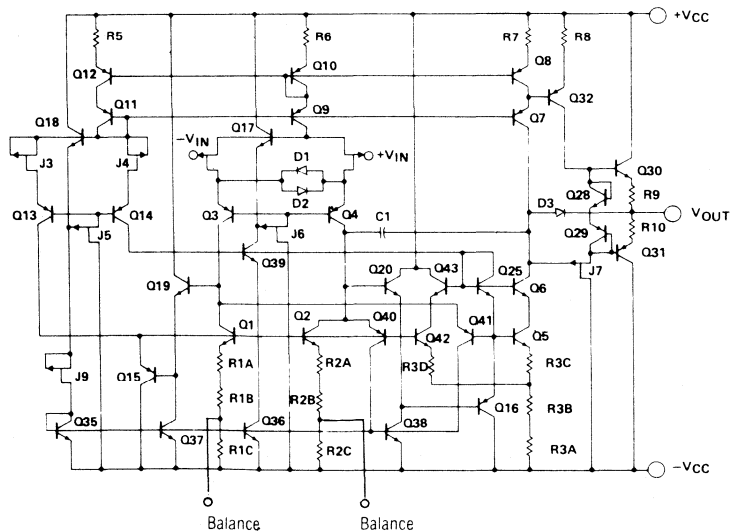 +VCC
R5
R6
R7
R8
Q8
Q12
Q10
Q32
Q11
Q9
Q7
Q18
Q17
−VIN
+VIN
J3
J4
D1
D2
Q30
Q28
R9
D3
VOUT
Q13
Q14
Q3
Q4
C1
R10
Q29
Q31
J5
J6
J7
Q39
Q20
Q43
Q25
Q6
Q19
Q1
Q2
Q40
Q41
Q42
Q5
R1A
R2A
R3D
R3C
J9
Q15
R1B
R2B
Q16
R3B
Q35
Q37
Q36
Q38
R1C
R2C
R3A
−VCC
Balance
Balance